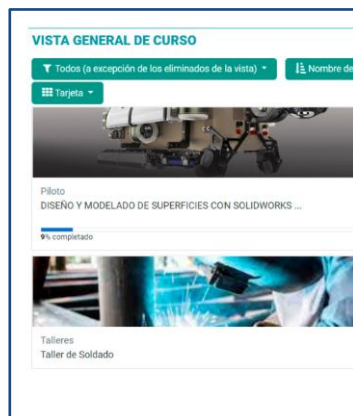 VISTA GENERAL DE CURSO
Todos (a excepción de los eliminados de la vista)
Nombre de
Tarjeta
Piloto
DISEÑO Y MODELADO DE SUPERFICIES CON SOLIDWORKS ...
9% completado
Talleres
Taller de Soldado